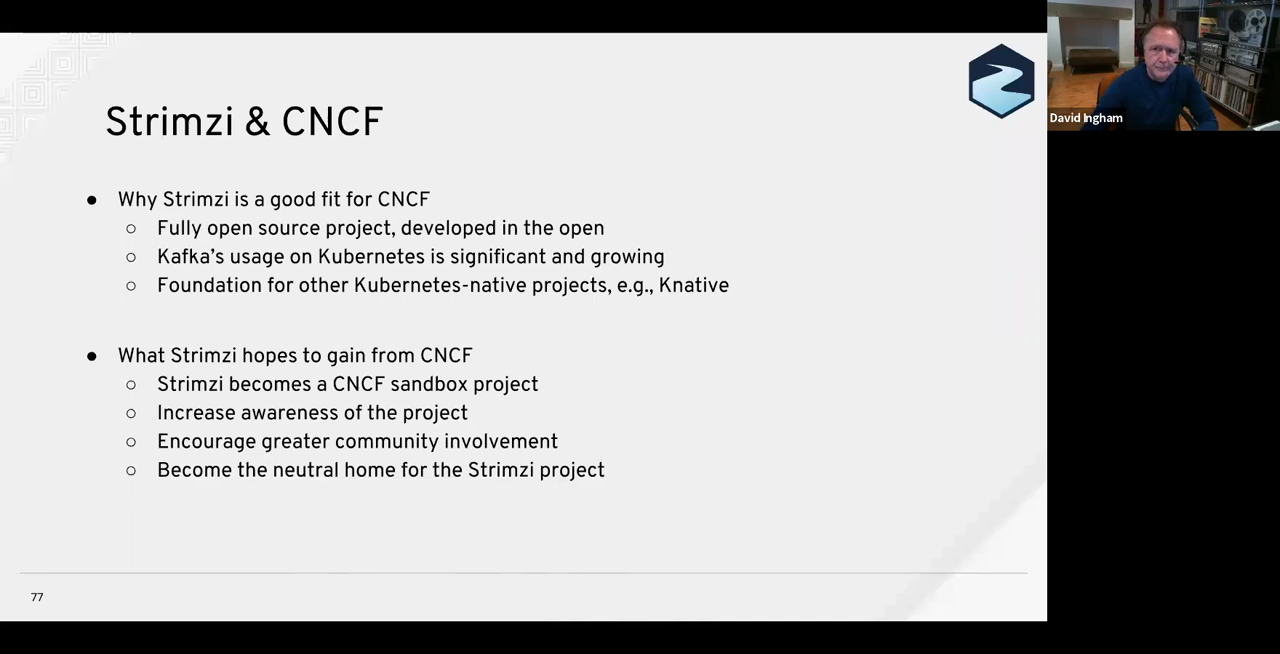 Strimzi & CNCF
● Why Strimzi is a good fit for CNCF
○ Fully open source project, developed in the open
○ Kafka’s usage on Kubernetes is significant and growing
○ Foundation for other Kubernetes-native projects, e.g., Knative
● What Strimzi hopes to gain from CNCF
○ Strimzi becomes a CNCF sandbox project
○ Increase awareness of the project
○ Encourage greater community involvement
○ Become the neutral home for the Strimzi project
77
David Ingham